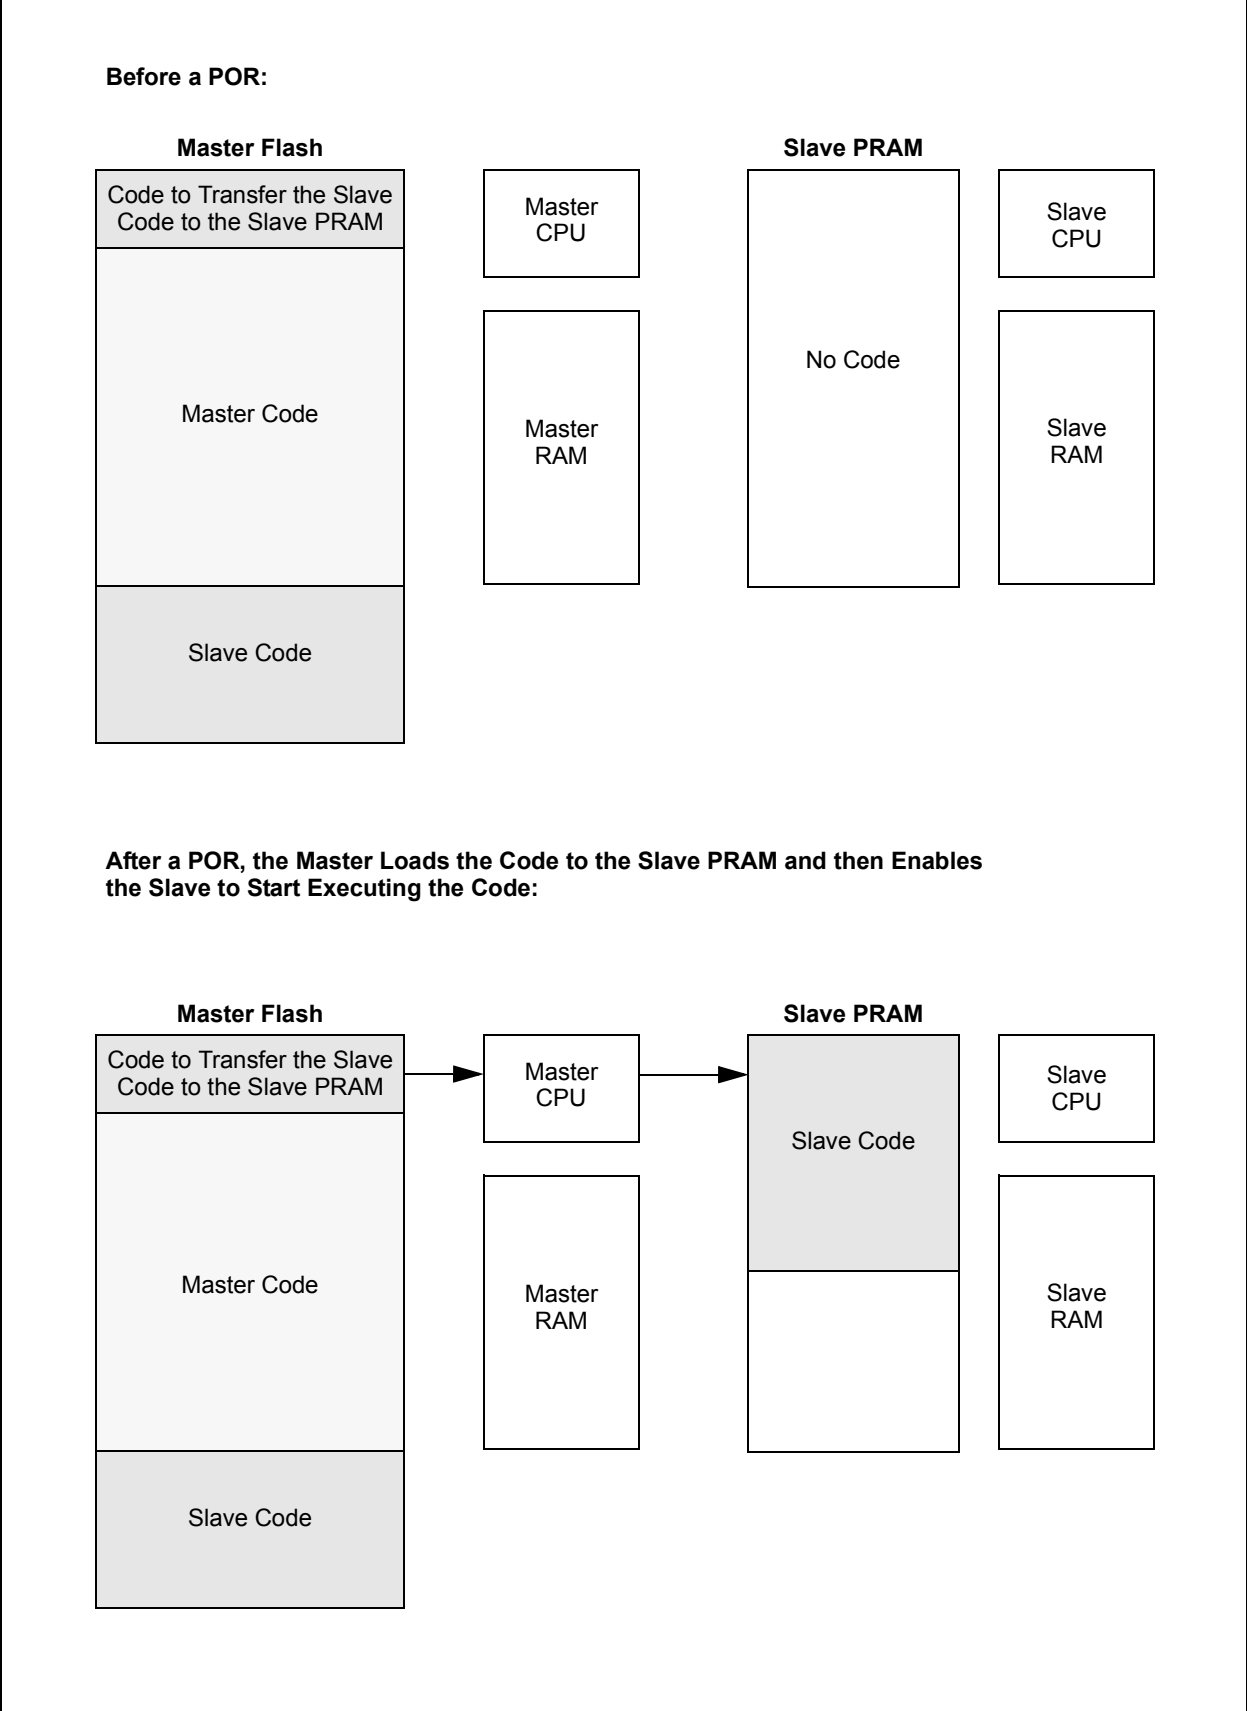 Before a POR:
Master Flash
Slave PRAM
Code to Transfer the Slave
Code to the Slave PRAM
Master
CPU
Slave
CPU
No Code
Master Code
Master
RAM
Slave
RAM
Slave Code
After a POR, the Master Loads the Code to the Slave PRAM and then Enables
the Slave to Start Executing the Code:
Master Flash
Slave PRAM
Code to Transfer the Slave
Code to the Slave PRAM
Master
CPU
Slave
CPU
Slave Code
Master Code
Master
RAM
Slave
RAM
Slave Code